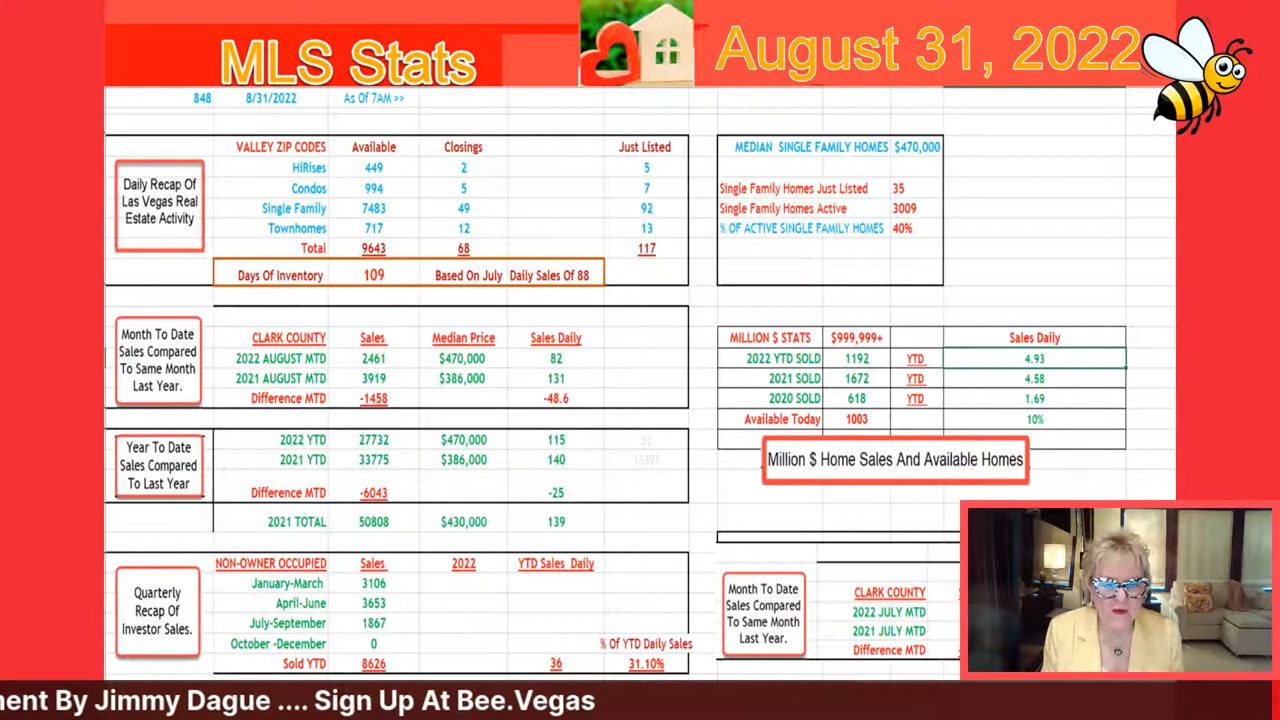 MLS Stats
August 31, 2022
848 8/31/2022 As Of 7AM >>
Daily Recap Of
Las Vegas Real
Estate Activity
VALLEY ZIP CODES Available Closings Just Listed
HiRises 449 2 5
Condos 994 5 7
Single Family 7483 49 92
Townhomes 717 12 13
Total 9643 68 117
Days Of Inventory 109 Based On July Daily Sales Of 88
MEDIAN SINGLE FAMILY HOMES $470,000
Single Family Homes Just Listed 35
Single Family Homes Active 3009
% OF ACTIVE SINGLE FAMILY HOMES 40%
Month To Date
Sales Compared
To Same Month
Last Year.
CLARK COUNTY Sales Median Price Sales Daily
2022 AUGUST MTD 2461 $470,000 82
2021 AUGUST MTD 3919 $386,000 131
Difference MTD -1458 -48.6
MILLION $ STATS $999,999+ Sales Daily
2022 YTD SOLD 1192 YTD 4.93
2021 SOLD 1672 YTD 4.58
2020 SOLD 618 YTD 1.69
Available Today 1003 10%
Million $ Home Sales And Available Homes
Year To Date
Sales Compared
To Last Year
2022 YTD 27732 $470,000 115
2021 YTD 33775 $386,000 140
Difference MTD -6043 -25
2021 TOTAL 50808 $430,000 139
Quarterly
Recap Of
Investor Sales.
NON-OWNER OCCUPIED Sales 2022 YTD Sales Daily
January-March 3106
April-June 3653
July-September 1867
October -December 0 % Of YTD Daily Sales
Sold YTD 8626 36 31.10%
Month To Date
Sales Compared
To Same Month
Last Year.
CLARK COUNTY
2022 JULY MTD
2021 JULY MTD
Difference MTD
ment By Jimmy Dague .... Sign Up At Bee.Vegas